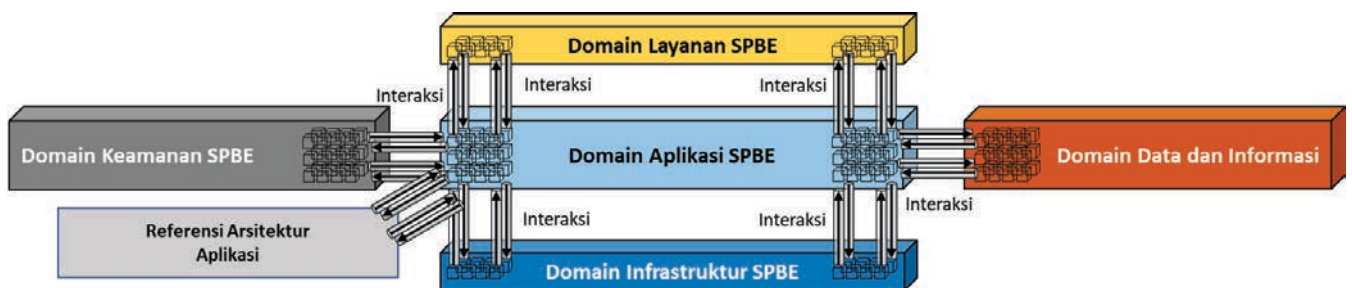 Domain Layanan SPBE
Interaksi
Interaksi
Interaksi
Domain Keamanan SPBE
Domain Aplikasi SPBE
Domain Data dan Informasi
Referensi Arsitektur
Aplikasi
Interaksi
Interaksi
Interaksi
Domain Infrastruktur SPBE